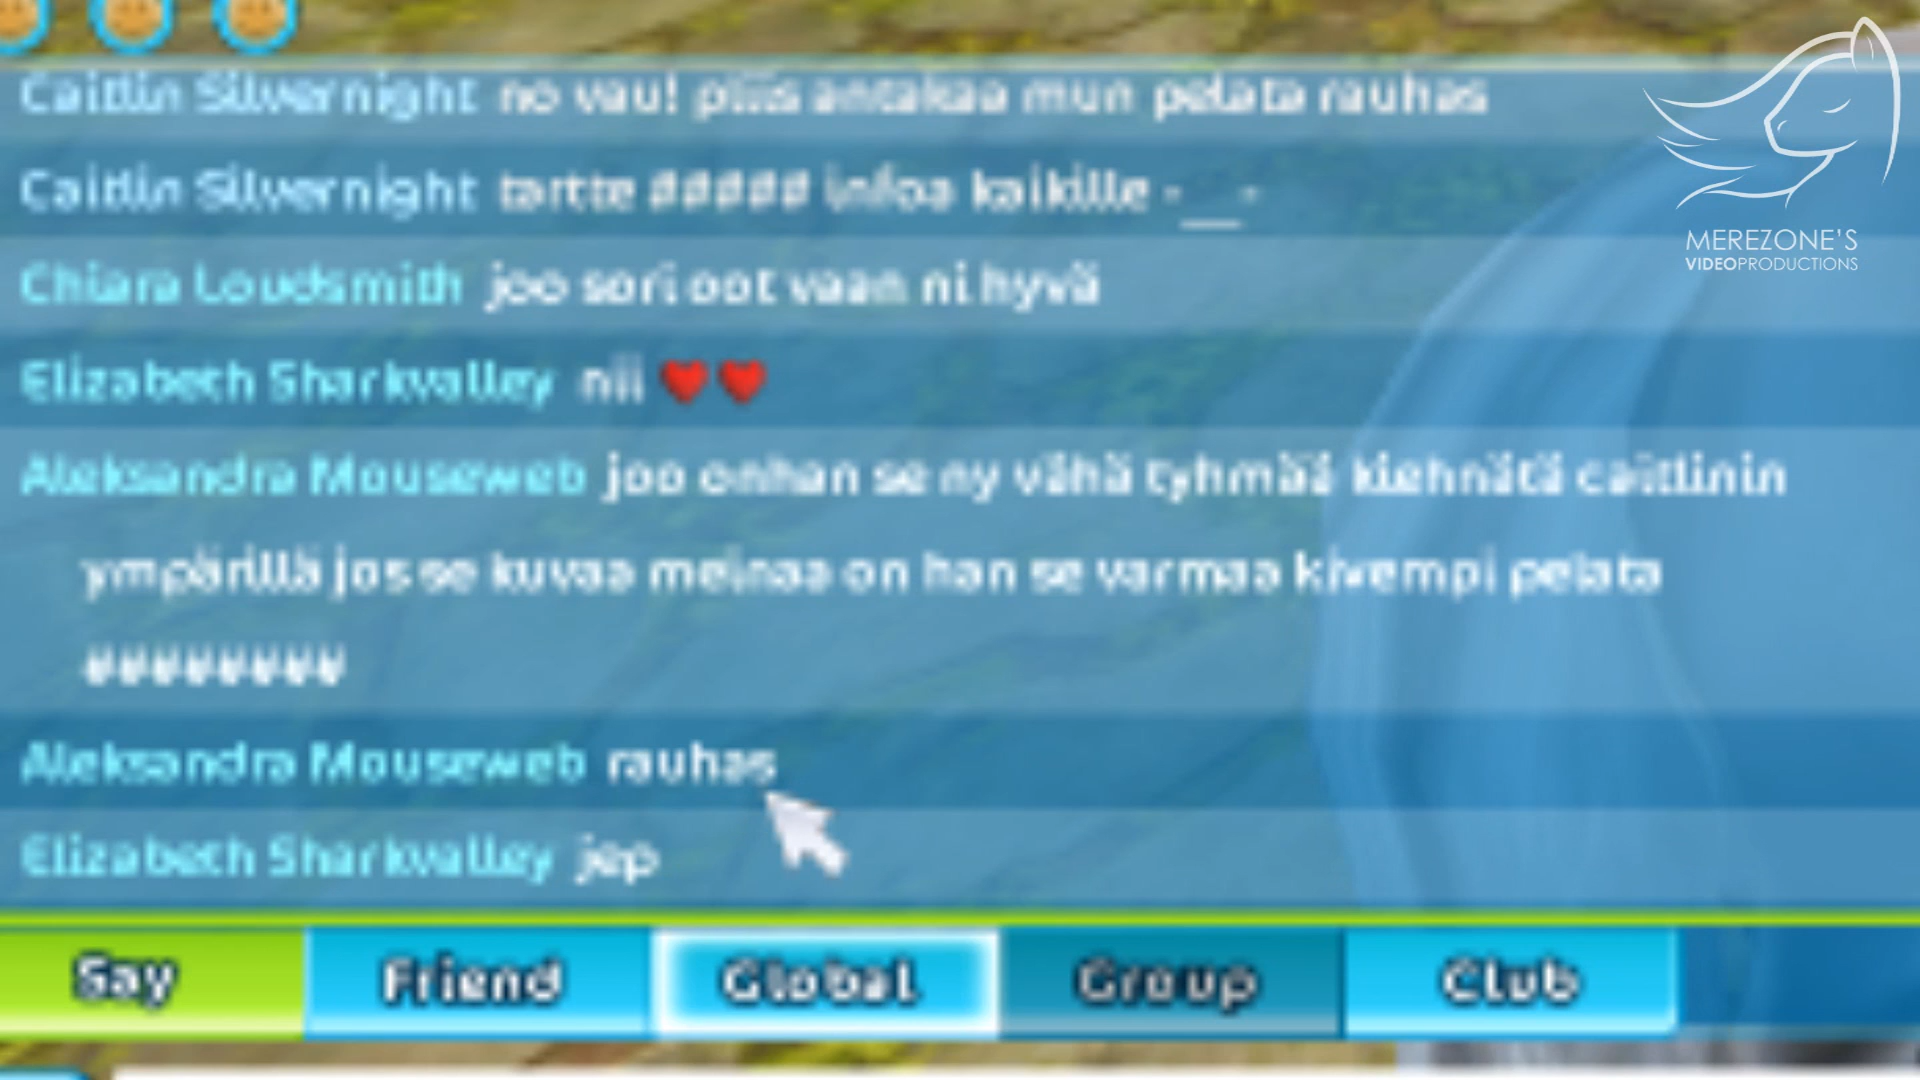 Caitlin Silvernight no vau! pliis antakaa mun pelata rauhas
Caitlin Silvernight tartte ##### infoa kaikille -__-
Chiara Loudsmith joo sori oot vaan ni hyvä
Elizabeth Sharkvalley nii ❤❤
Aleksandra Mouseweb joo onhan se ny vähä tyhmää kiehnätä caitlinin
ympärillä jos se kuvaa meinaa on han se varmaa kivempi pelata
########
Aleksandra Mouseweb rauhas
Elizabeth Sharkvalley jep
Say Friend Global Group Club
MEREZONE'S
VIDEOPRODUCTIONS